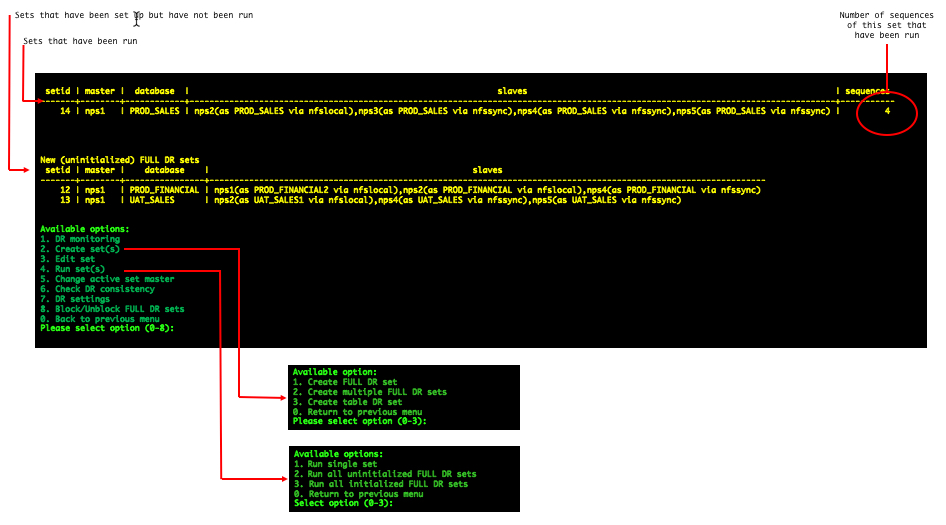 Sets that have been set up but have not been run
Number of sequences
of this set that
have been run
Sets that have been run
setid | master | database | slaves | sequences
14 | nps1 | PROD_SALES | nps2(as PROD_SALES via nfslocal),nps3(as PROD_SALES via nfssync),nps4(as PROD_SALES via nfssync),nps5(as PROD_SALES via nfssync) | 4
New (uninitialized) FULL DR sets
setid | master | database | slaves
12 | nps1 | PROD_FINANCIAL | nps1(as PROD_FINANCIAL2 via nfslocal),nps2(as PROD_FINANCIAL via nfslocal),nps4(as PROD_FINANCIAL via nfssync)
13 | nps1 | UAT_SALES | nps2(as UAT_SALES1 via nfslocal),nps4(as UAT_SALES via nfssync),nps5(as UAT_SALES via nfssync)
Available options:
1. DR monitoring
2. Create set(s)
3. Edit set
4. Run set(s)
5. Change active set master
6. Check DR consistency
7. DR settings
8. Block/Unblock FULL DR sets
0. Back to previous menu
Please select option (0-8):
Available option:
1. Create FULL DR set
2. Create multiple FULL DR sets
3. Create table DR set
0. Return to previous menu
Please select option (0-3):
Available options:
1. Run single set
2. Run all uninitialized FULL DR sets
3. Run all initialized FULL DR sets
0. Return to previous menu
Select option (0-3):